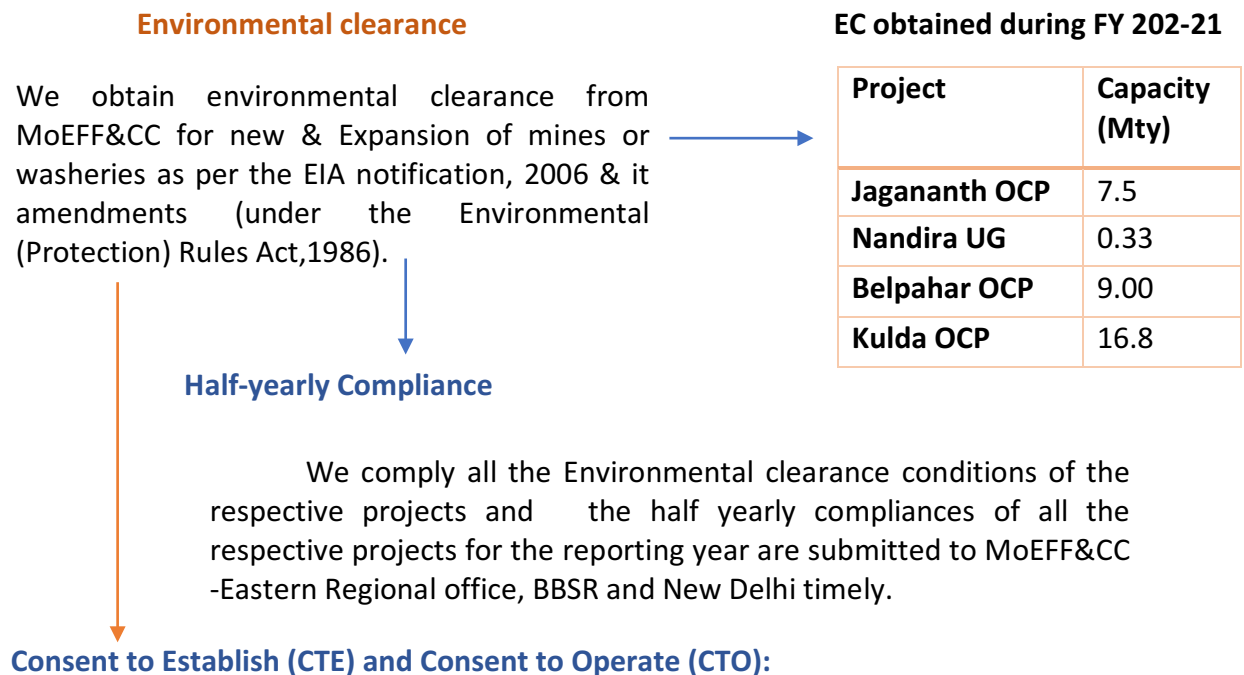 Environmental clearance
We obtain environmental clearance from
MoEFF&CC for new & Expansion of mines or
washeries as per the EIA notification, 2006 & it
amendments (under the Environmental
(Protection) Rules Act,1986).
EC obtained during FY 202-21
Project Capacity
(Mty)
Jagananth OCP 7.5
Nandira UG 0.33
Belpahar OCP 9.00
Kulda OCP 16.8
Half-yearly Compliance
We comply all the Environmental clearance conditions of the
respective projects and the half yearly compliances of all the
respective projects for the reporting year are submitted to MoEFF&CC
-Eastern Regional office, BBSR and New Delhi timely.
Consent to Establish (CTE) and Consent to Operate (CTO):